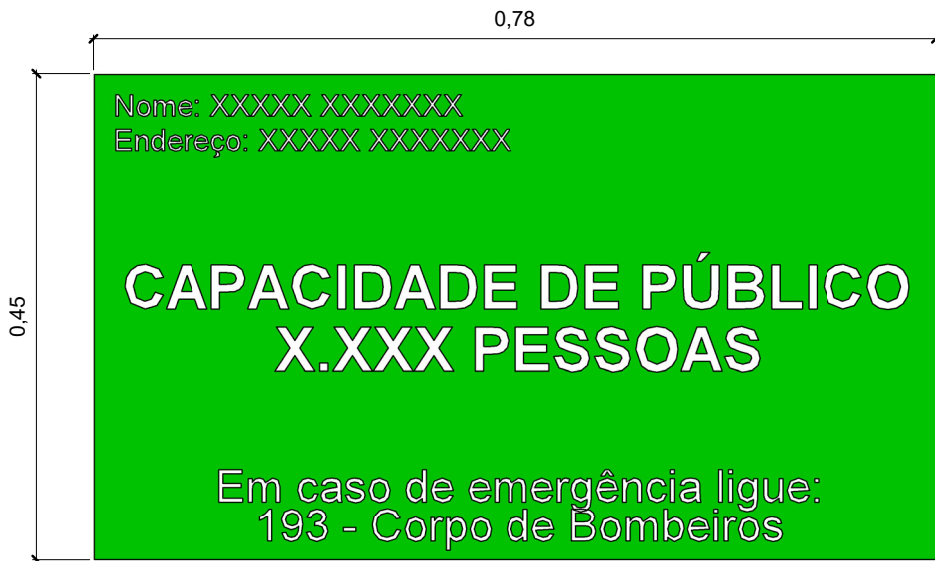 0,78
Nome: XXXXX XXXXXXX
Endereço: XXXXX XXXXXXX
0,45
CAPACIDADE DE PÚBLICO
X.XXX PESSOAS
Em caso de emergência ligue:
193 - Corpo de Bombeiros